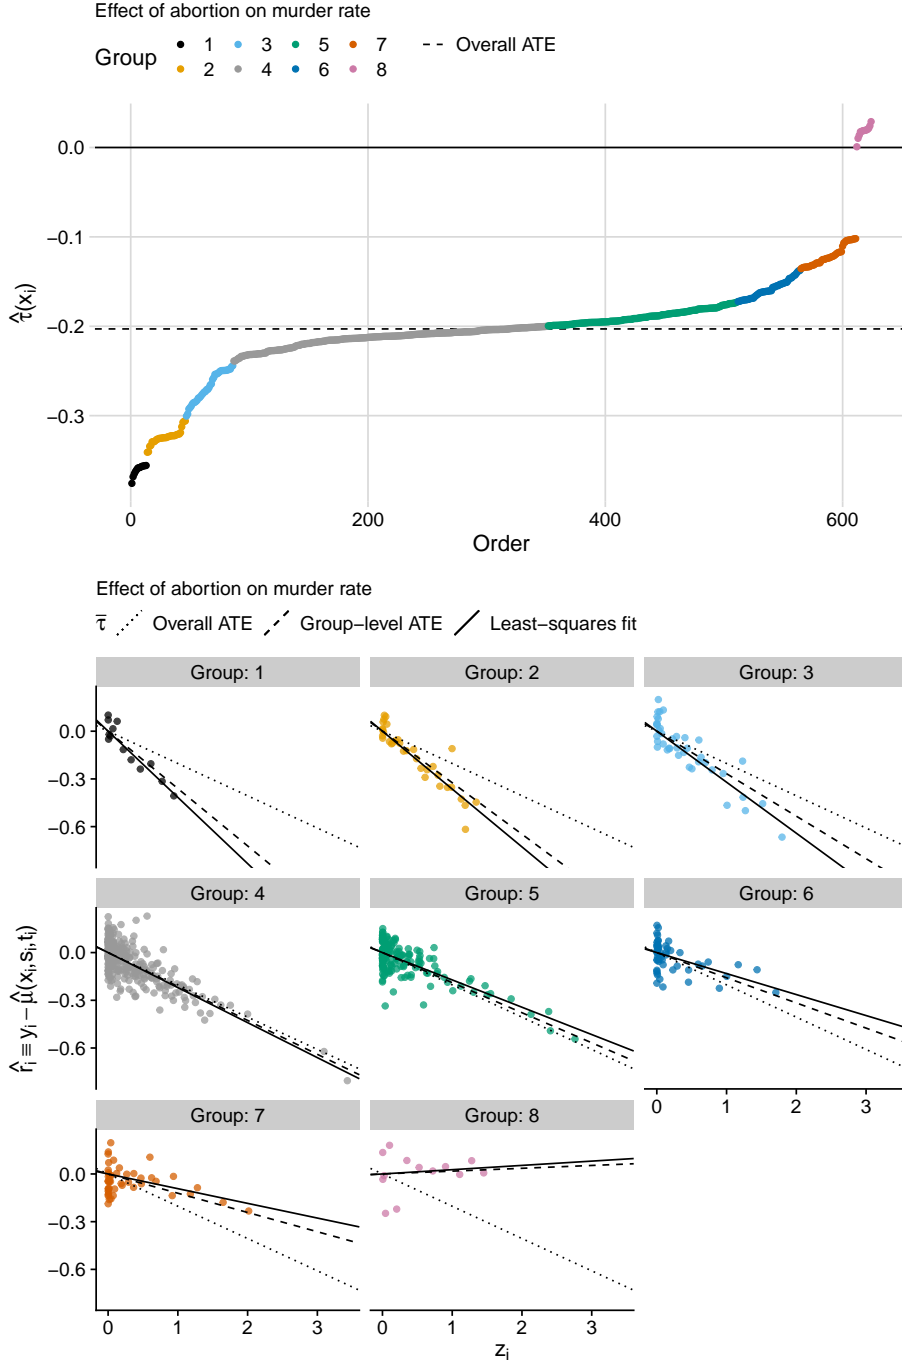 Effect of abortion on murder rate
Group 1 3 5 7 Overall ATE
2 4 6 8
0.0
−0.1
−0.2
−0.3
τ̂(xᵢ)
0 200 400 600
Order
Effect of abortion on murder rate
τ̄ Overall ATE Group−level ATE Least−squares fit
Group: 1 Group: 2 Group: 3
0.0
−0.3
−0.6
Group: 4 Group: 5 Group: 6
0.0
−0.3
−0.6
r̂ᵢ ≡ yᵢ − μ̂(xᵢ,sᵢ,tᵢ)
0 1 2 3
Group: 7 Group: 8
0.0
−0.3
−0.6
0 1 2 3 0 1 2 3
zᵢ